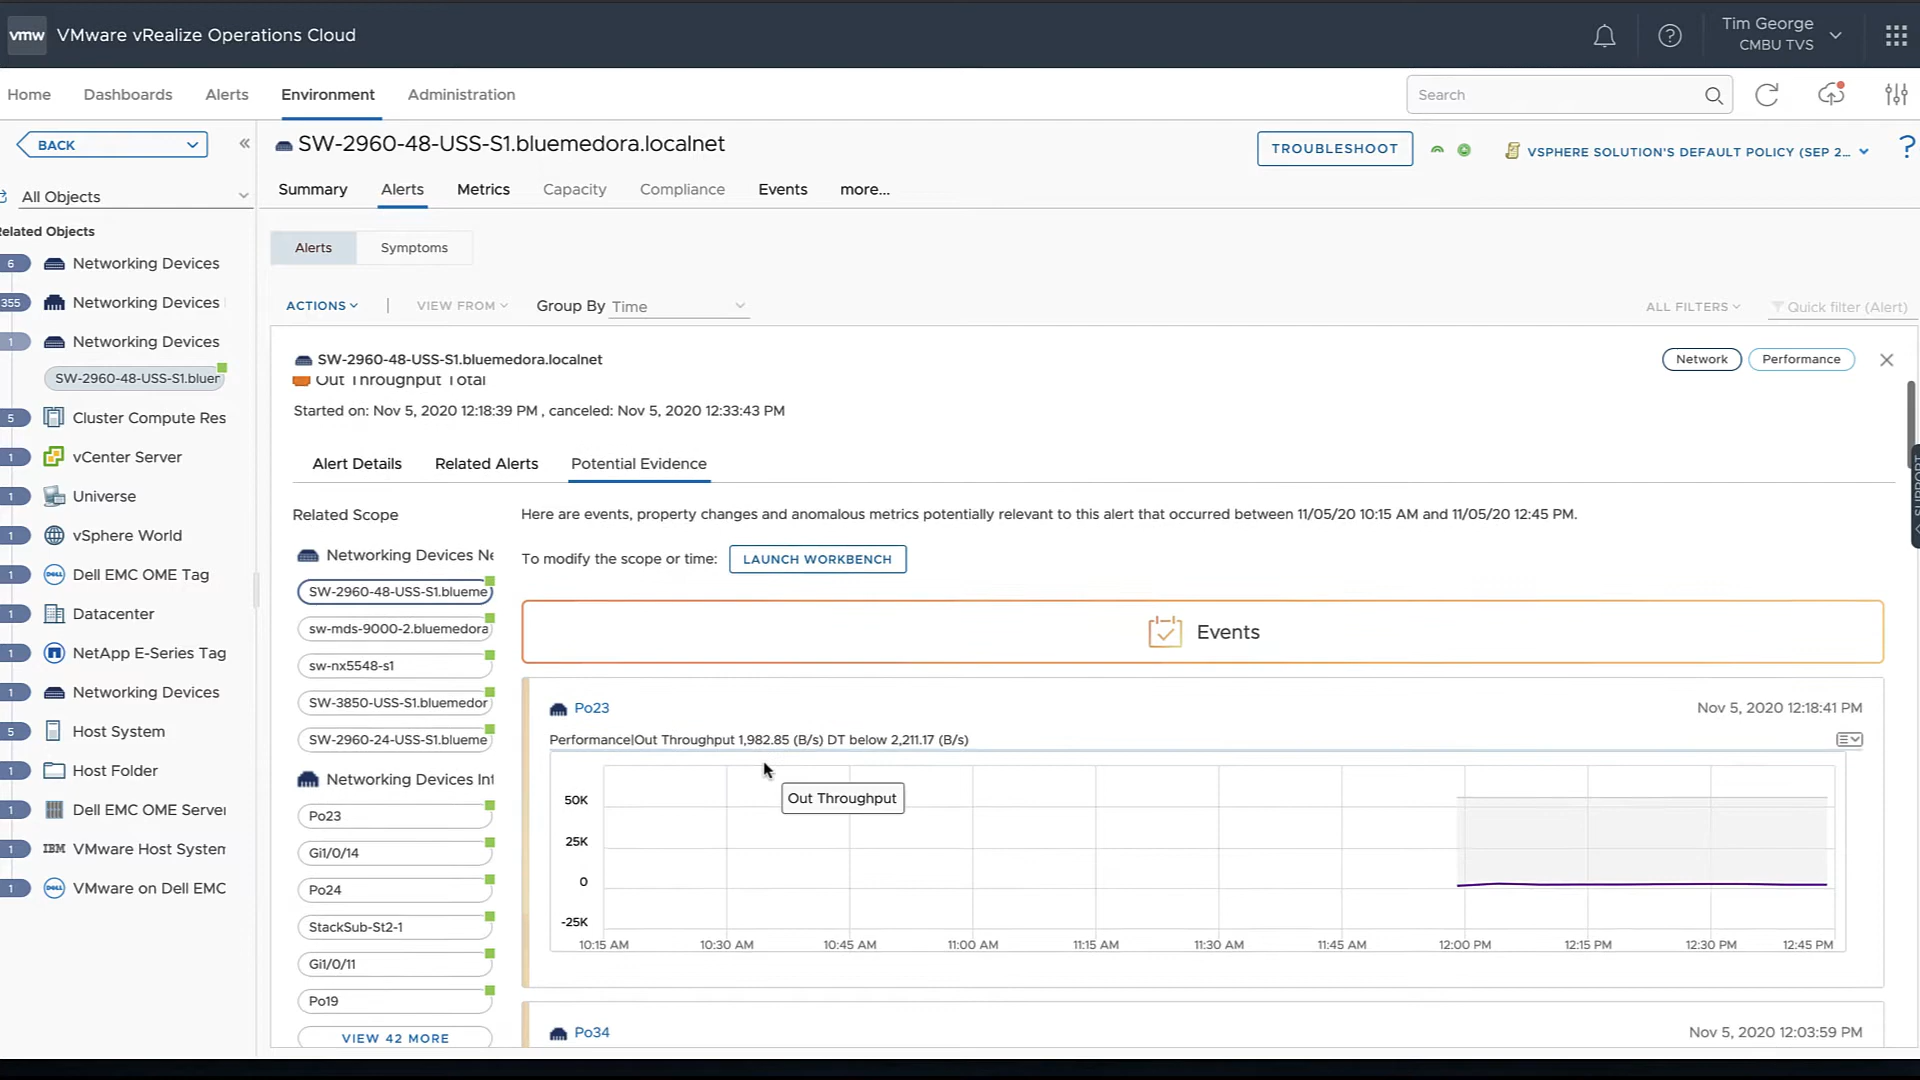 vmw VMware vRealize Operations Cloud
Tim George
CMBU TVS
Home Dashboards Alerts Environment Administration
Search
BACK
SW-2960-48-USS-S1.bluemedora.localnet
TROUBLESHOOT
VSPHERE SOLUTION'S DEFAULT POLICY (SEP 2...
?
All Objects
Summary Alerts Metrics Capacity Compliance Events more...
elated Objects
6 Networking Devices
355 Networking Devices
1 Networking Devices
SW-2960-48-USS-S1.bluer
5 Cluster Compute Res
1 vCenter Server
1 Universe
1 vSphere World
1 Dell EMC OME Tag
1 Datacenter
1 NetApp E-Series Tag
1 Networking Devices
5 Host System
1 Host Folder
1 Dell EMC OME Server
1 IBM VMware Host System
1 DELL VMware on Dell EMC
Alerts Symptoms
ACTIONS | VIEW FROM Group By Time
ALL FILTERS Quick filter (Alert)
SW-2960-48-USS-S1.bluemedora.localnet
Network Performance
Out Throughput Total
Started on: Nov 5, 2020 12:18:39 PM , canceled: Nov 5, 2020 12:33:43 PM
Alert Details Related Alerts Potential Evidence
Related Scope
Networking Devices Ne
SW-2960-48-USS-S1.blueme
sw-mds-9000-2.bluemedora
sw-nx5548-s1
SW-3850-USS-S1.bluemedor
SW-2960-24-USS-S1.blueme
Networking Devices Int
Po23
Gi1/0/14
Po24
StackSub-St2-1
Gi1/0/11
Po19
VIEW 42 MORE
Here are events, property changes and anomalous metrics potentially relevant to this alert that occurred between 11/05/20 10:15 AM and 11/05/20 12:45 PM.
To modify the scope or time: LAUNCH WORKBENCH
Events
Po23
Nov 5, 2020 12:18:41 PM
Performance|Out Throughput 1,982.85 (B/s) DT below 2,211.17 (B/s)
Out Throughput
50K
25K
0
-25K
10:15 AM 10:30 AM 10:45 AM 11:00 AM 11:15 AM 11:30 AM 11:45 AM 12:00 PM 12:15 PM 12:30 PM 12:45 PM
Po34
Nov 5, 2020 12:03:59 PM
SUPPORT